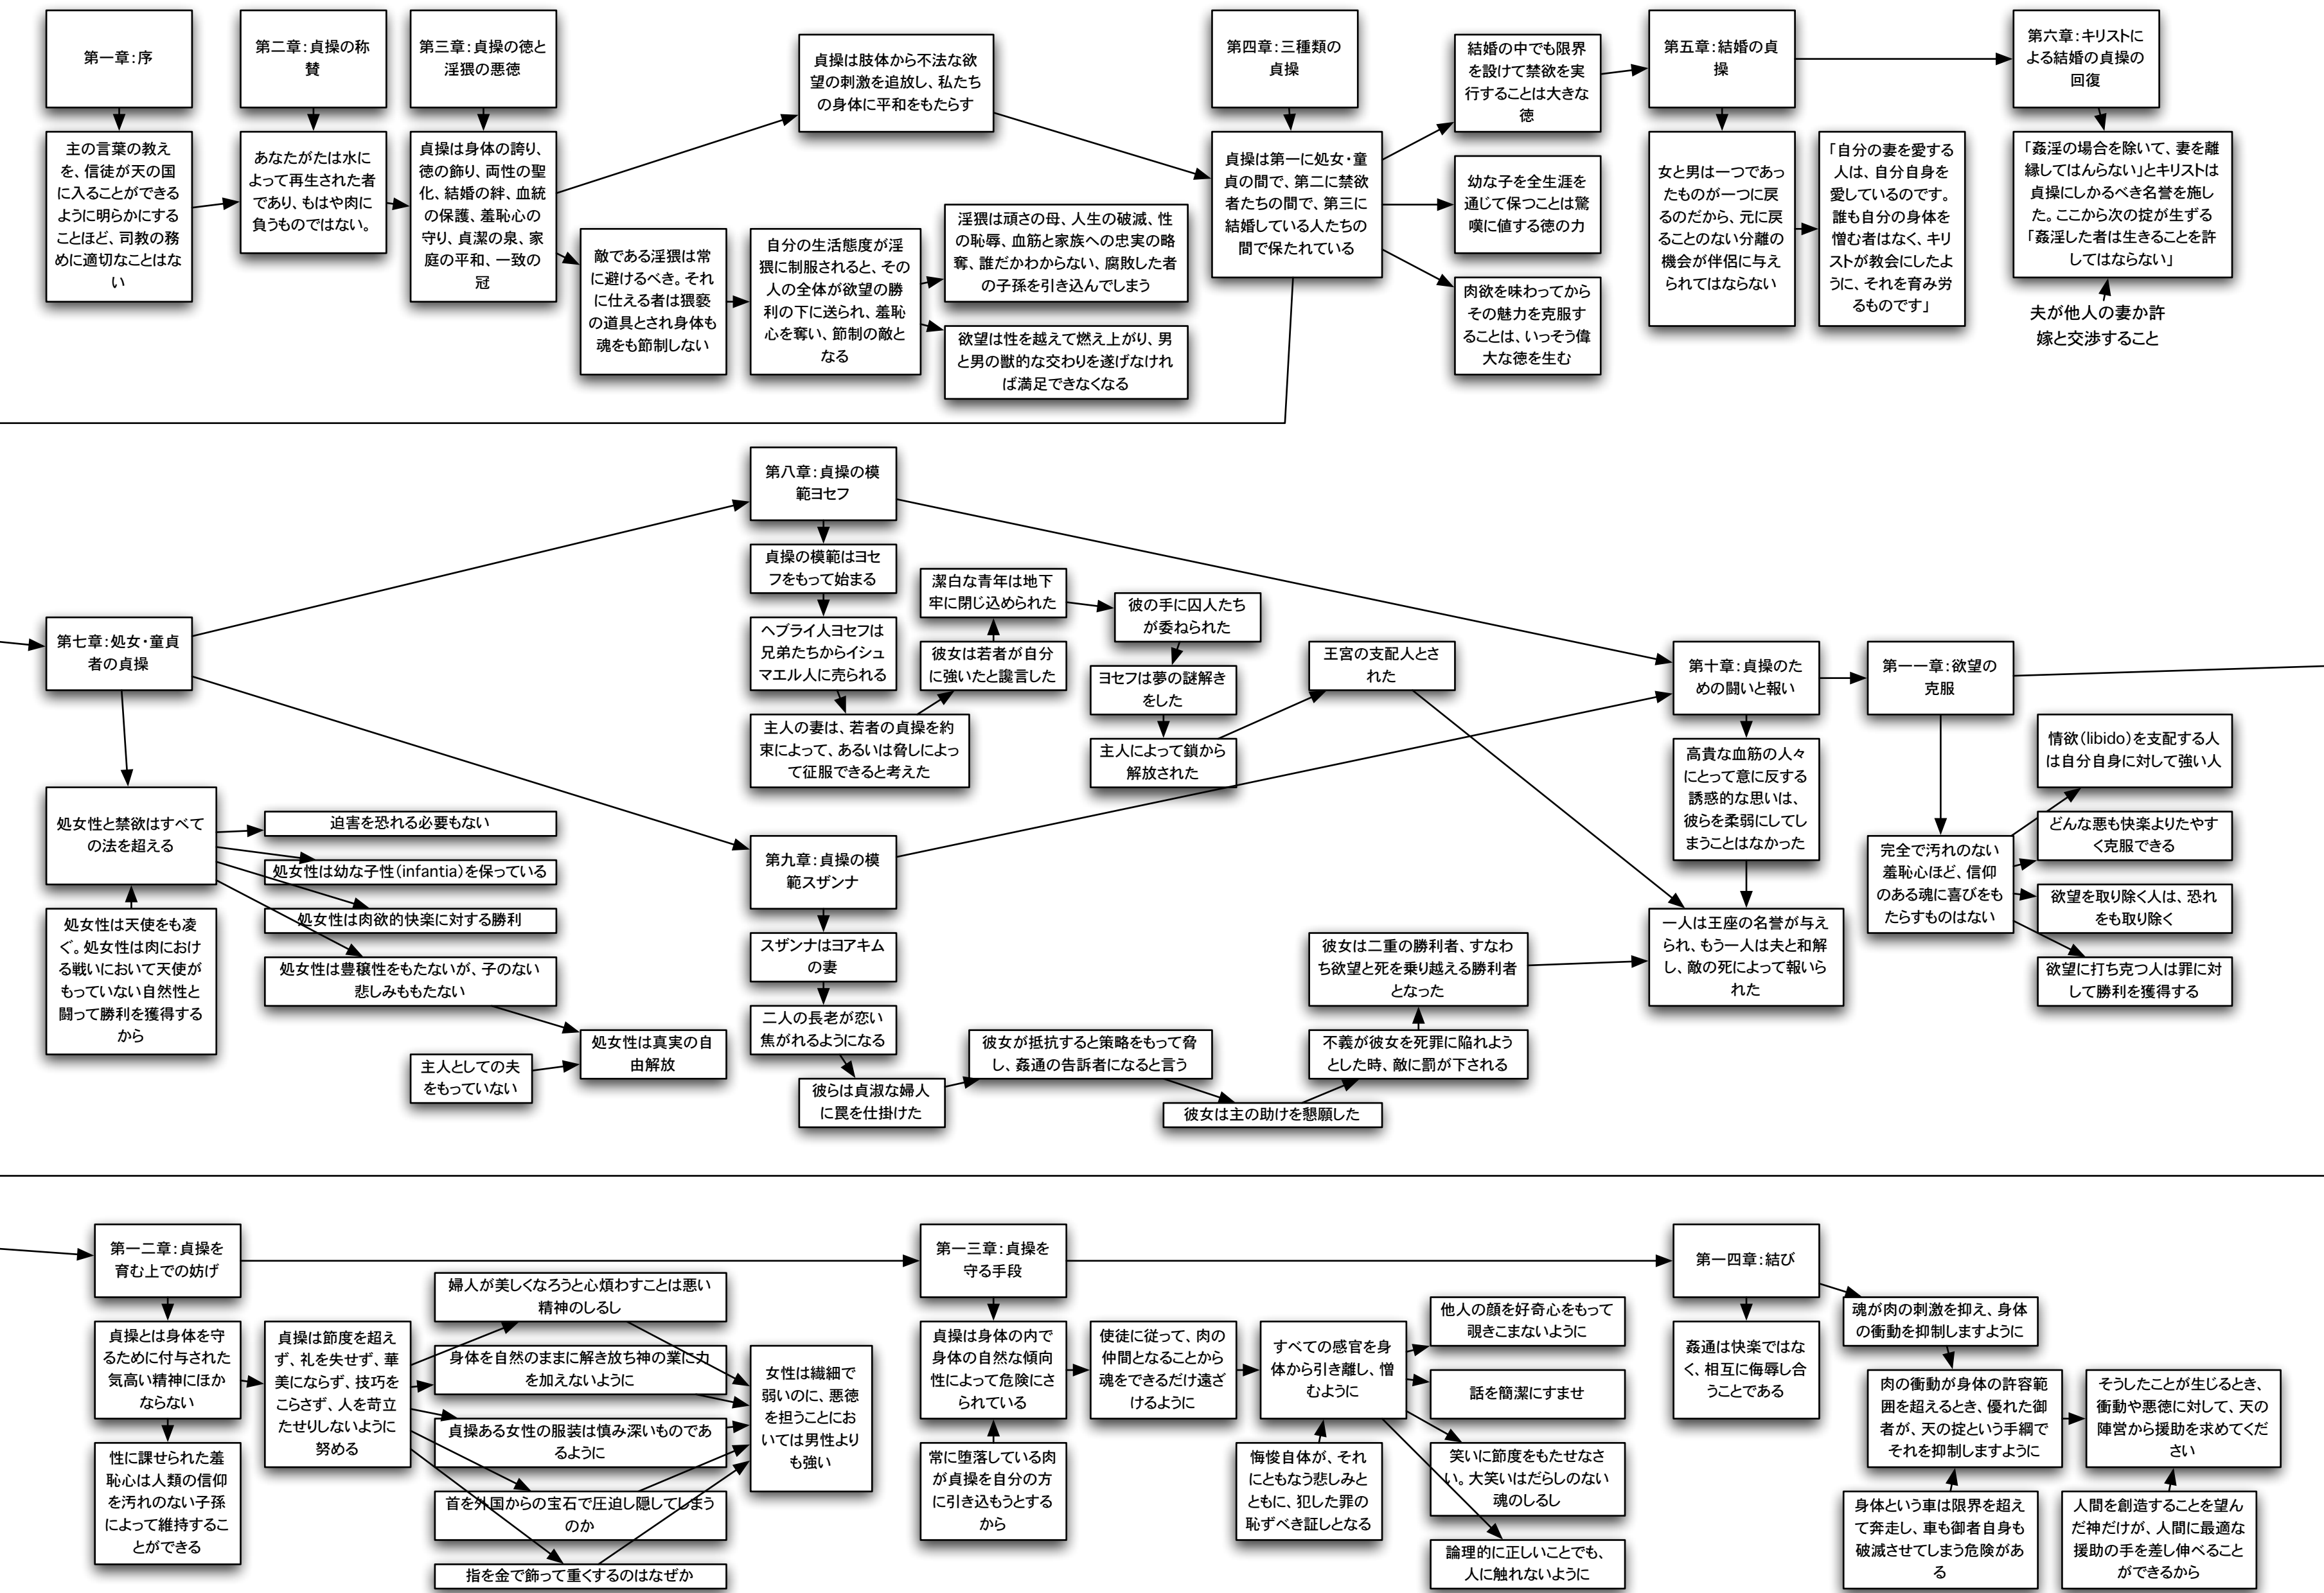 第一章：序
主の言葉の教え
を、信徒が天の国
に入ることができる
ように明らかにする
ことほど、司教の務
めに適切なことはな
い
第二章：貞操の称
賛
あなたがたは水に
よって再生された者
であり、もはや肉に
負うものではない。
第三章：貞操の徳と
淫猥の悪徳
貞操は身体の誇り、
徳の飾り、両性の聖
化、結婚の絆、血統
の保護、羞恥心の
守り、貞潔の泉、家
庭の平和、一致の
冠
貞操は肢体から不法な欲
望の刺激を追放し、私たち
の身体に平和をもたらす
敵である淫猥は常
に避けるべき。それ
に仕える者は猥褻
の道具とされ身体も
魂をも節制しない
自分の生活態度が淫
猥に制服されると、その
人の全体が欲望の勝
利の下に送られ、羞恥
心を奪い、節制の敵と
なる
淫猥は頑さの母、人生の破滅、性
の恥辱、血筋と家族への忠実の略
奪、誰だかわからない、腐敗した者
の子孫を引き込んでしまう
欲望は性を越えて燃え上がり、男
と男の獣的な交わりを遂げなけれ
ば満足できなくなる
第四章：三種類の
貞操
貞操は第一に処女・童
貞の間で、第二に禁欲
者たちの間で、第三に
結婚している人たちの
間で保たれている
結婚の中でも限界
を設けて禁欲を実
行することは大きな
徳
幼な子を全生涯を
通じて保つことは驚
嘆に値する徳の力
肉欲を味わってから
その魅力を克服す
ることは、いっそう偉
大な徳を生む
第五章：結婚の貞
操
女と男は一つであっ
たものが一つに戻
るのだから、元に戻
ることのない分離の
機会が伴侶に与え
られてはならない
「自分の妻を愛する
人は、自分自身を
愛しているのです。
誰も自分の身体を
憎む者はなく、キリ
ストが教会にしたよ
うに、それを育み労
るものです」
第六章：キリストに
よる結婚の貞操の
回復
「姦淫の場合を除いて、妻を離
縁してはんらない」とキリストは
貞操にしかるべき名誉を施し
た。ここから次の掟が生ずる
「姦淫した者は生きることを許
してはならない」
夫が他人の妻か許
嫁と交渉すること
第七章：処女・童貞
者の貞操
処女性と禁欲はすべて
の法を超える
処女性は天使をも凌
ぐ。処女性は肉におけ
る戦いにおいて天使が
もっていない自然性と
闘って勝利を獲得する
から
迫害を恐れる必要もない
処女性は幼な子性（infantia）を保っている
処女性は肉欲的快楽に対する勝利
処女性は豊穣性をもたないが、子のない
悲しみももたない
主人としての夫
をもっていない
処女性は真実の自
由解放
第八章：貞操の模
範ヨセフ
貞操の模範はヨセ
フをもって始まる
ヘブライ人ヨセフは
兄弟たちからイシュ
マエル人に売られる
主人の妻は、若者の貞操を約
束によって、あるいは脅しによっ
て征服できると考えた
彼女は若者が自分
に強いたと讒言した
潔白な青年は地下
牢に閉じ込められた
彼の手に囚人たち
が委ねられた
ヨセフは夢の謎解き
をした
主人によって鎖から
解放された
王宮の支配人とさ
れた
第九章：貞操の模
範スザンナ
スザンナはヨアキム
の妻
二人の長老が恋い
焦がれるようになる
彼らは貞淑な婦人
に罠を仕掛けた
彼女が抵抗すると策略をもって脅
し、姦通の告訴者になると言う
彼女は主の助けを懇願した
不義が彼女を死罪に陥れよう
とした時、敵に罰が下される
彼女は二重の勝利者、すなわ
ち欲望と死を乗り越える勝利者
となった
第十章：貞操のた
めの闘いと報い
高貴な血筋の人々
にとって意に反する
誘惑的な思いは、
彼らを柔弱にしてし
まうことはなかった
一人は王座の名誉が与え
られ、もう一人は夫と和解
し、敵の死によって報いら
れた
第一一章：欲望の
克服
完全で汚れのない
羞恥心ほど、信仰
のある魂に喜びをも
たらすものはない
情欲（libido）を支配する人
は自分自身に対して強い人
どんな悪も快楽よりたやす
く克服できる
欲望を取り除く人は、恐れ
をも取り除く
欲望に打ち克つ人は罪に対
して勝利を獲得する
第一二章：貞操を
育む上での妨げ
貞操とは身体を守
るために付与された
気高い精神にほか
ならない
性に課せられた羞
恥心は人類の信仰
を汚れのない子孫
によって維持するこ
とができる
貞操は節度を超え
ず、礼を失せず、華
美にならず、技巧を
こらさず、人を苛立
たせりしないように
努める
婦人が美しくなろうと心煩わすことは悪い
精神のしるし
身体を自然のままに解き放ち神の業に力
を加えないように
貞操ある女性の服装は慎み深いものであ
るように
首を外国からの宝石で圧迫し隠してしまう
のか
指を金で飾って重くするのはなぜか
女性は繊細で
弱いのに、悪徳
を担うことにお
いては男性より
も強い
第一三章：貞操を
守る手段
貞操は身体の内で
身体の自然な傾向
性によって危険にさ
られている
常に堕落している肉
が貞操を自分の方
に引き込もうとする
から
使徒に従って、肉の
仲間となることから
魂をできるだけ遠ざ
けるように
すべての感官を身
体から引き離し、憎
むように
悔悛自体が、それ
にともなう悲しみと
ともに、犯した罪の
恥ずべき証しとなる
他人の顔を好奇心をもって
覗きこまないように
話を簡潔にすませ
笑いに節度をもたせなさ
い。大笑いはだらしのない
魂のしるし
論理的に正しいことでも、
人に触れないように
第一四章：結び
姦通は快楽ではな
く、相互に侮辱し合
うことである
魂が肉の刺激を抑え、身体
の衝動を抑制しますように
肉の衝動が身体の許容範
囲を超えるとき、優れた御
者が、天の掟という手綱で
それを抑制しますように
身体という車は限界を超え
て奔走し、車も御者自身も
破滅させてしまう危険があ
る
そうしたことが生じるとき、
衝動や悪徳に対して、天の
陣営から援助を求めてくだ
さい
人間を創造することを望ん
だ神だけが、人間に最適な
援助の手を差し伸べること
ができるから